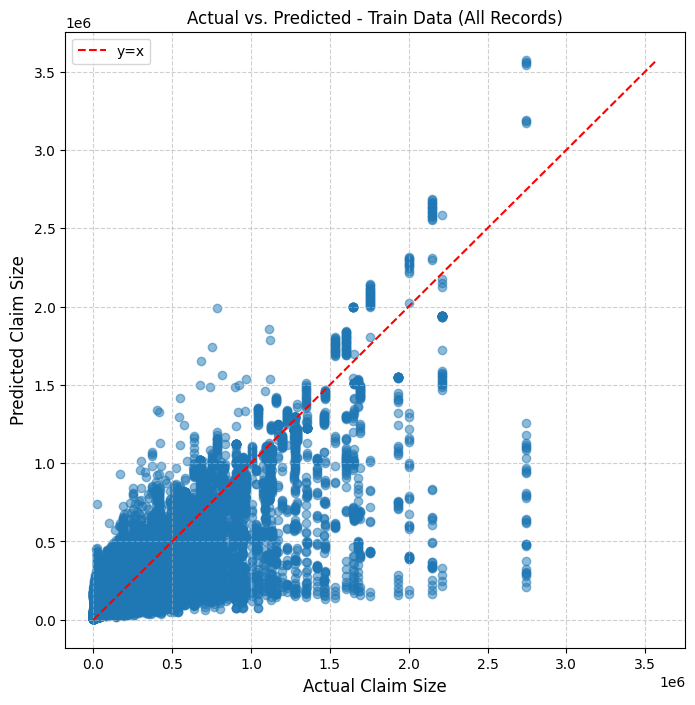 Actual vs. Predicted - Train Data (All Records)
1e6
y=x
3.5
3.0
2.5
2.0
1.5
1.0
0.5
0.0
Predicted Claim Size
0.0 0.5 1.0 1.5 2.0 2.5 3.0 3.5
1e6
Actual Claim Size